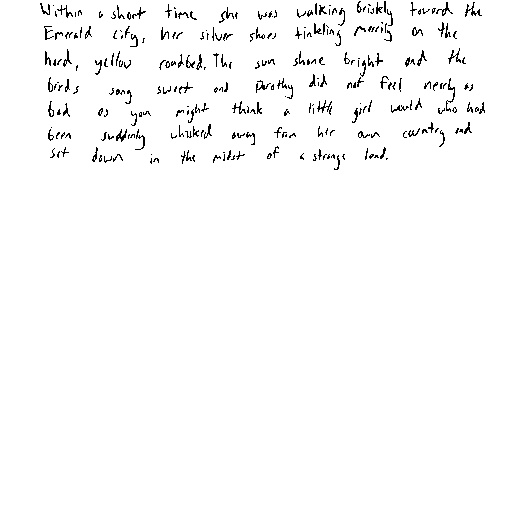 Within a short time she was walking briskly toward the
Emerald City, her silver shoes tinkling merrily on the
hard, yellow roadbed. The sun shone bright and the
birds sang sweet and Dorothy did not feel nearly as
bad as you might think a little girl would who had
been suddenly whisked away from her own country and
set down in the midst of a strange land.